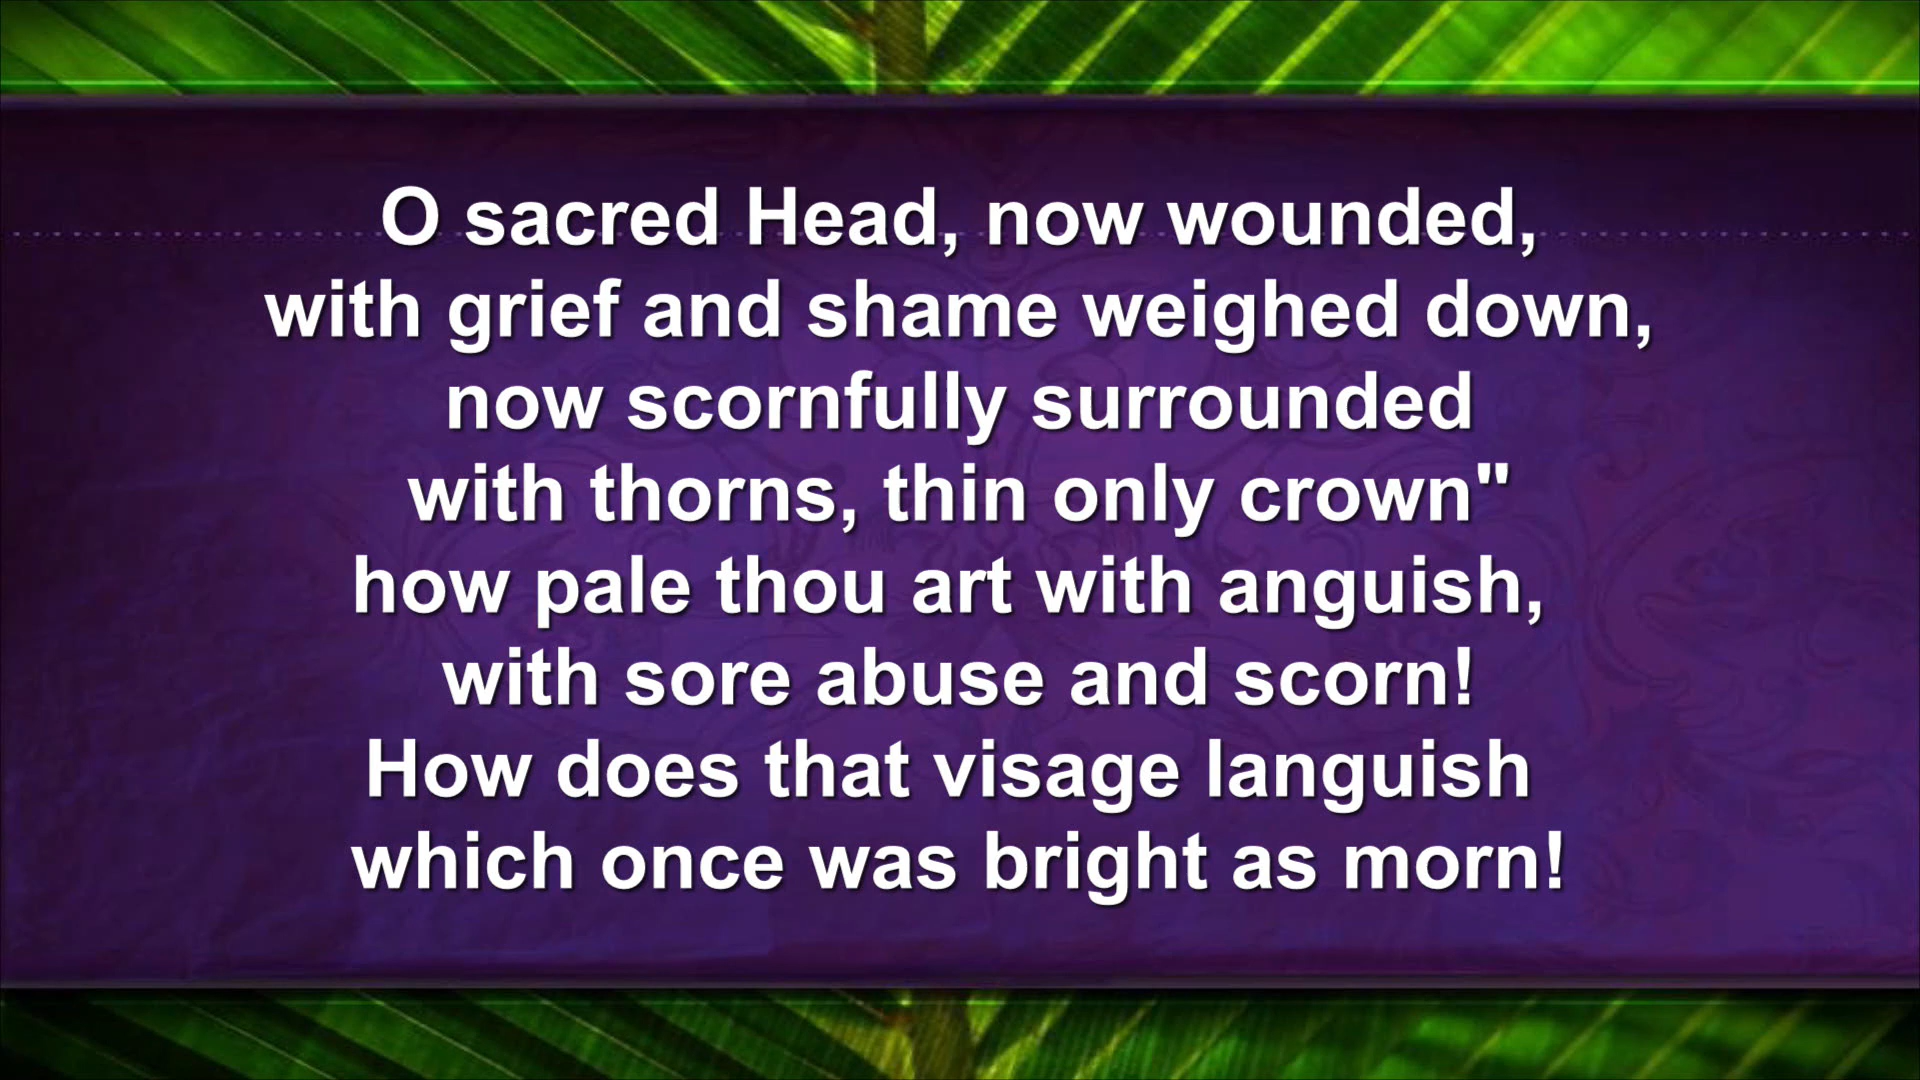 O sacred Head, now wounded,
with grief and shame weighed down,
now scornfully surrounded
with thorns, thin only crown"
how pale thou art with anguish,
with sore abuse and scorn!
How does that visage languish
which once was bright as morn!